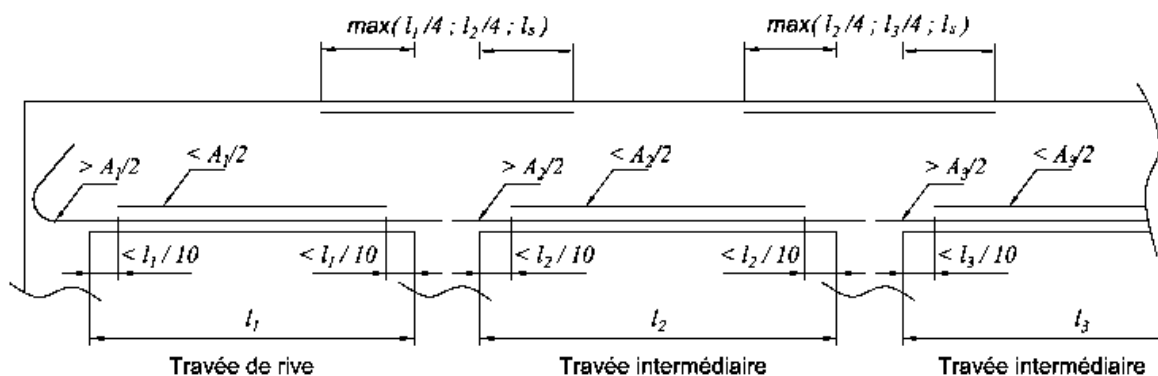 max( l₁/4 ; l₂/4 ; lₛ) max( l₂/4 ; l₃/4 ; lₛ)
> A₁/2 < A₁/2 > A₂/2 < A₂/2 > A₃/2 < A₃/2
< l₁ / 10 < l₁ / 10 < l₂ / 10 < l₂ / 10 < l₃ / 10
l₁ l₂ l₃
Travée de rive Travée intermédiaire Travée intermédiaire